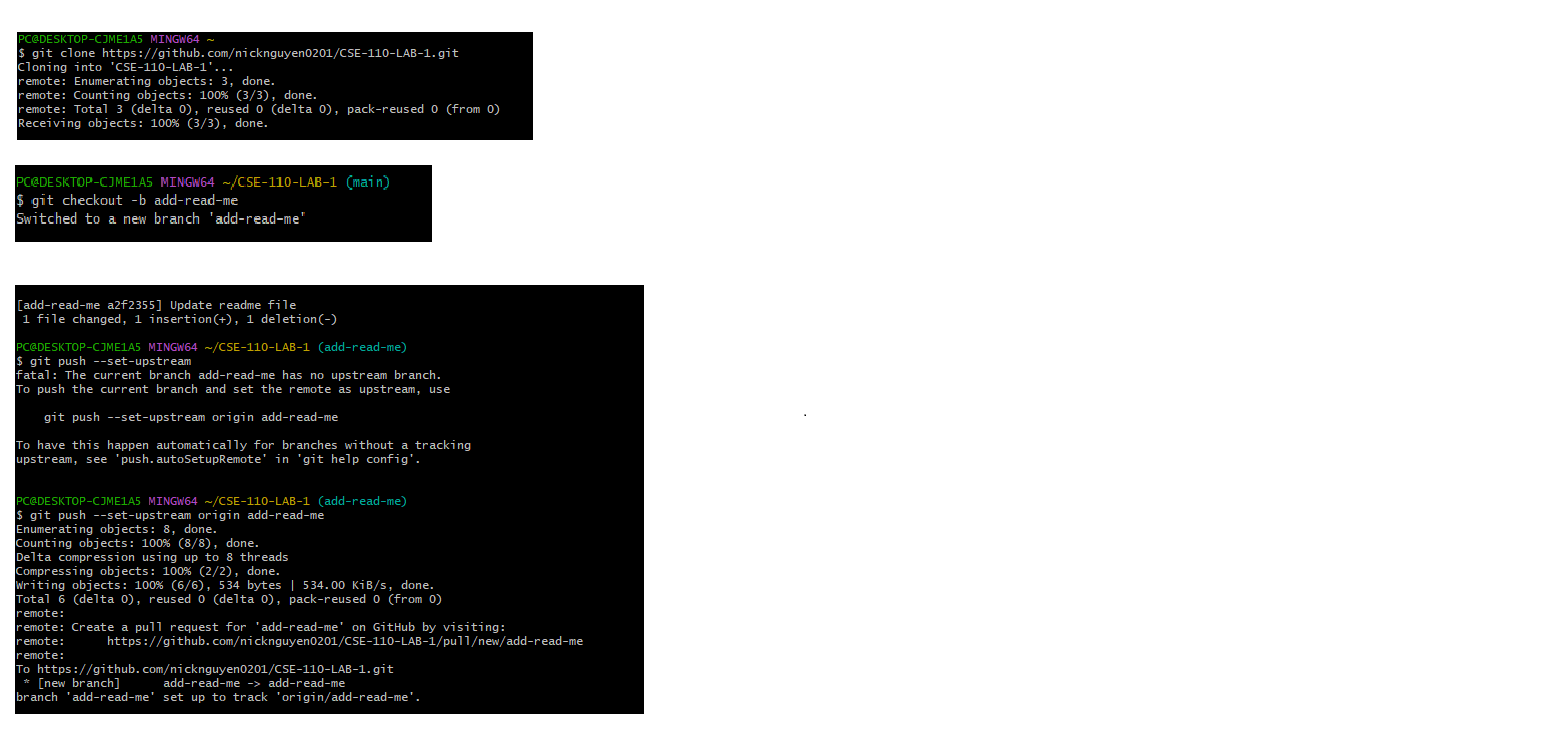 PC@DESKTOP-CJME1A5 MINGW64 ~
$ git clone https://github.com/nicknguyen0201/CSE-110-LAB-1.git
Cloning into 'CSE-110-LAB-1'...
remote: Enumerating objects: 3, done.
remote: Counting objects: 100% (3/3), done.
remote: Total 3 (delta 0), reused 0 (delta 0), pack-reused 0 (from 0)
Receiving objects: 100% (3/3), done.
PC@DESKTOP-CJME1A5 MINGW64 ~/CSE-110-LAB-1 (main)
$ git checkout -b add-read-me
Switched to a new branch 'add-read-me'
[add-read-me a2f2355] Update readme file
 1 file changed, 1 insertion(+), 1 deletion(-)
PC@DESKTOP-CJME1A5 MINGW64 ~/CSE-110-LAB-1 (add-read-me)
$ git push --set-upstream
fatal: The current branch add-read-me has no upstream branch.
To push the current branch and set the remote as upstream, use
    git push --set-upstream origin add-read-me
To have this happen automatically for branches without a tracking
upstream, see 'push.autoSetupRemote' in 'git help config'.
PC@DESKTOP-CJME1A5 MINGW64 ~/CSE-110-LAB-1 (add-read-me)
$ git push --set-upstream origin add-read-me
Enumerating objects: 8, done.
Counting objects: 100% (8/8), done.
Delta compression using up to 8 threads
Compressing objects: 100% (2/2), done.
Writing objects: 100% (6/6), 534 bytes | 534.00 KiB/s, done.
Total 6 (delta 0), reused 0 (delta 0), pack-reused 0 (from 0)
remote:
remote: Create a pull request for 'add-read-me' on GitHub by visiting:
remote:      https://github.com/nicknguyen0201/CSE-110-LAB-1/pull/new/add-read-me
remote:
To https://github.com/nicknguyen0201/CSE-110-LAB-1.git
 * [new branch]      add-read-me -> add-read-me
branch 'add-read-me' set up to track 'origin/add-read-me'.